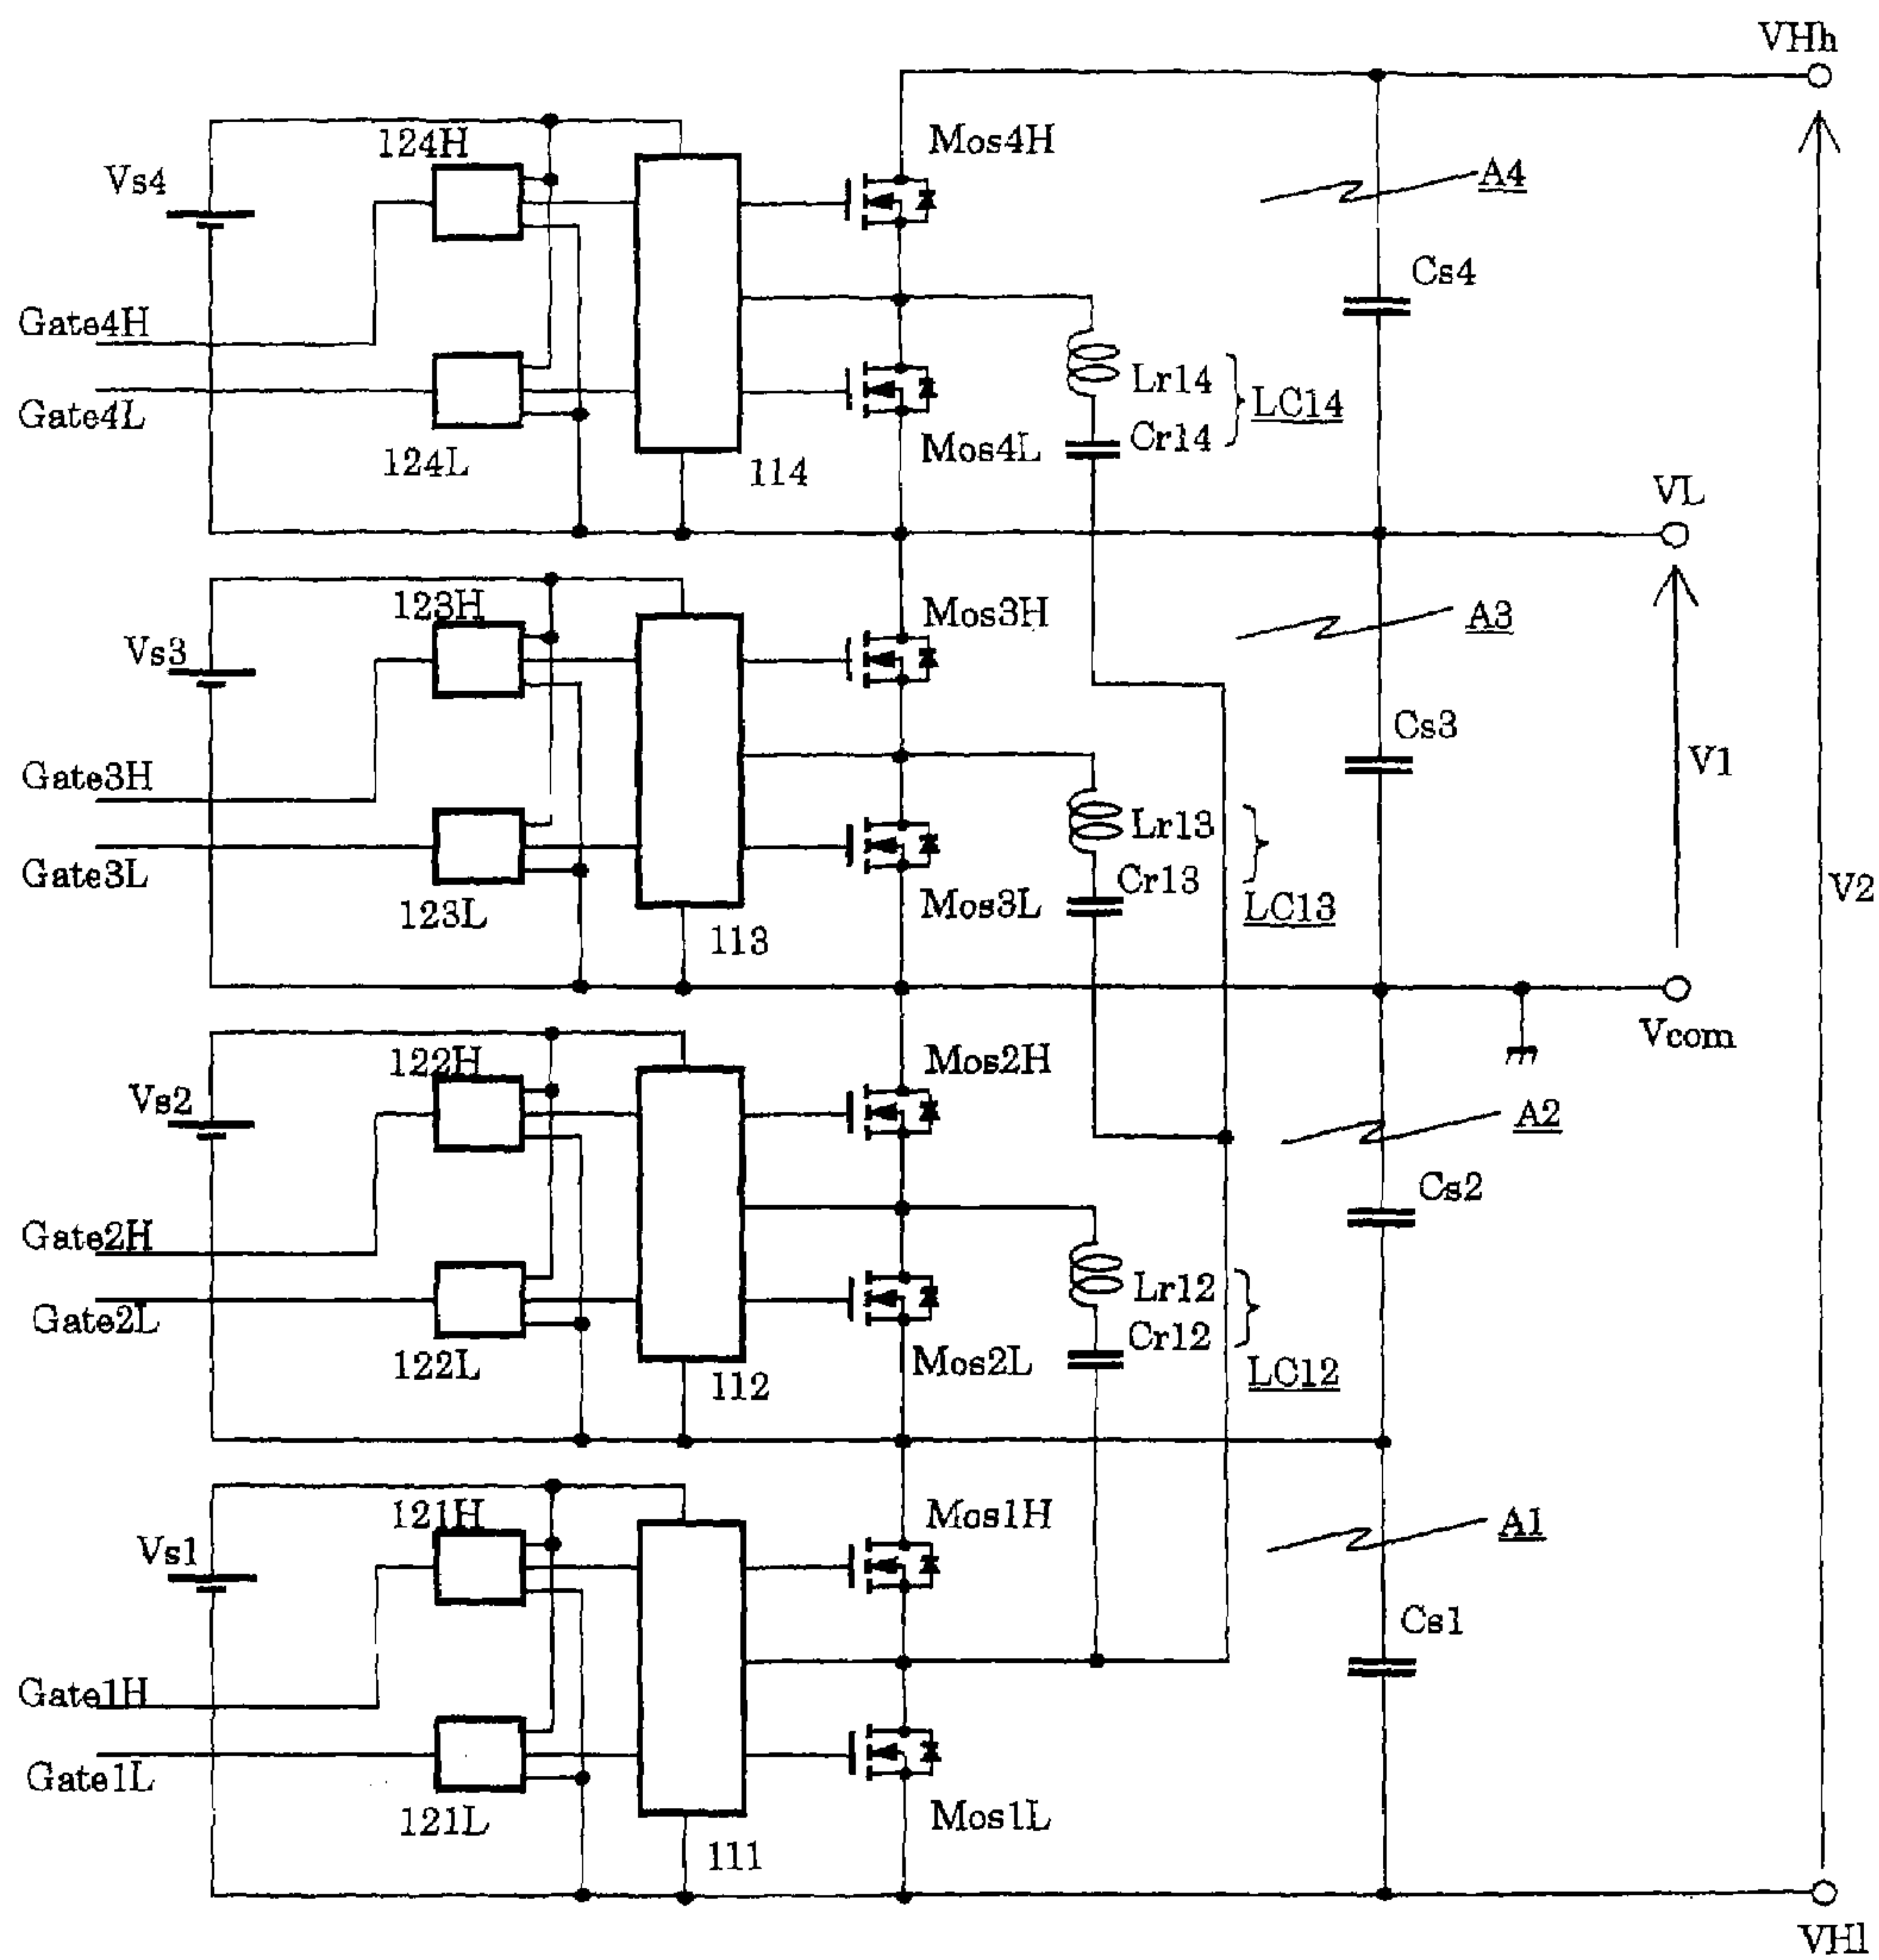 VHh
124H
Mos4H
Vs4
A4
Cs4
Gate4H
Lr14
LC14
Gate4L
Cr14
Mos4L
124L
114
VL
123H
Mos3H
A3
Vs3
Cs3
V1
Gate3H
Lr13
Gate3L
Cr13
V2
123L
Mos3L
LC13
113
Vcom
122H
Mos2H
Vs2
A2
Cs2
Gate2H
Lr12
Gate2L
Cr12
122L
Mos2L
LC12
112
121H
Mos1H
A1
Vs1
Cs1
Gate1H
Gate1L
121L
Mos1L
111
VHl